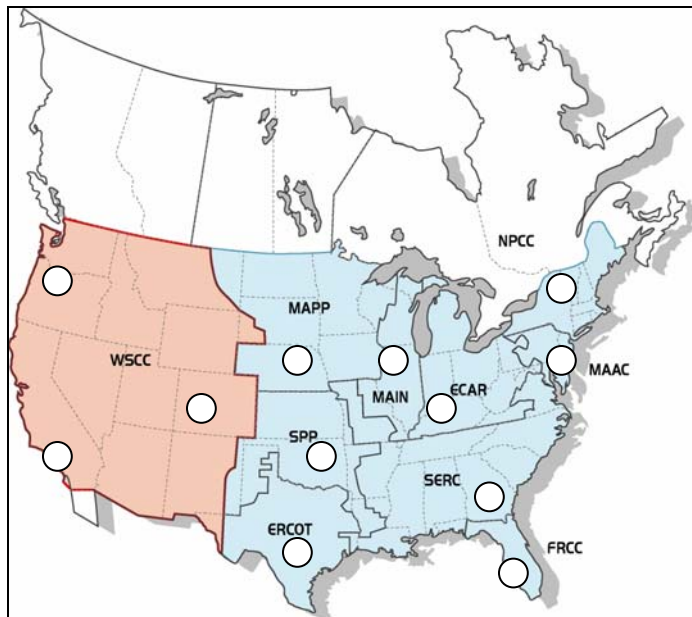 NPCC
MAPP
WSCC
MAAC
MAIN
ECAR
SPP
SERC
ERCOT
FRCC